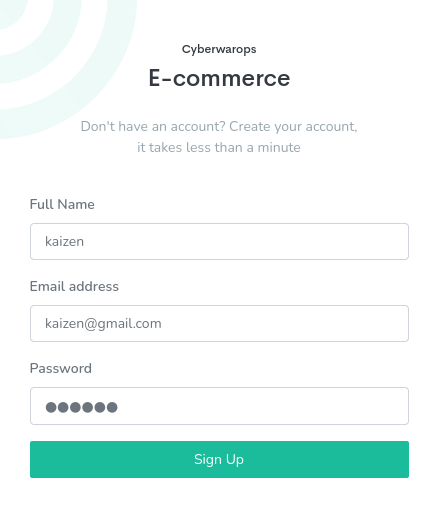 Cyberwarops
E-commerce
Don't have an account? Create your account,
it takes less than a minute
Full Name
kaizen
Email address
kaizen@gmail.com
Password
●●●●●●
Sign Up